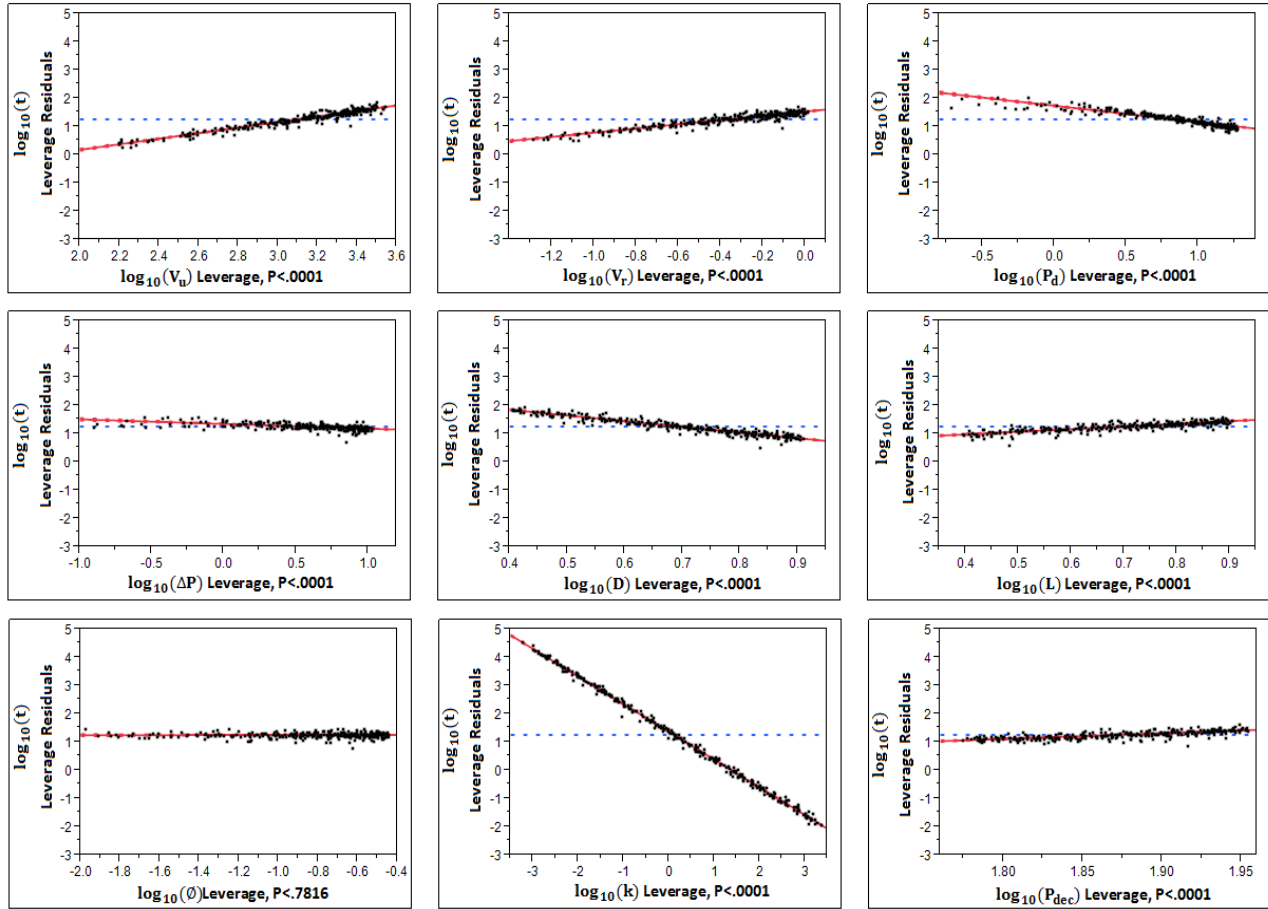 5
4
3
2
1
0
-1
-2
-3
log₁₀(t)
Leverage Residuals
2.0 2.2 2.4 2.6 2.8 3.0 3.2 3.4 3.6
log₁₀(Vᵤ) Leverage, P<.0001
5
4
3
2
1
0
-1
-2
-3
log₁₀(t)
Leverage Residuals
-1.0 -0.8 -0.6 -0.4 -0.2 0.0
log₁₀(Vᵣ) Leverage, P<.0001
5
4
3
2
1
0
-1
-2
-3
log₁₀(t)
Leverage Residuals
-0.5 0.0 0.5 1.0
log₁₀(P_d) Leverage, P<.0001
5
4
3
2
1
0
-1
-2
-3
log₁₀(t)
Leverage Residuals
-1.0 -0.5 0.0 0.5 1.0
log₁₀(ΔP) Leverage, P<.0001
5
4
3
2
1
0
-1
-2
-3
log₁₀(t)
Leverage Residuals
0.4 0.5 0.6 0.7 0.8 0.9
log₁₀(D) Leverage, P<.0001
5
4
3
2
1
0
-1
-2
-3
log₁₀(t)
Leverage Residuals
0.4 0.5 0.6 0.7 0.8 0.9
log₁₀(L) Leverage, P<.0001
5
4
3
2
1
0
-1
-2
-3
log₁₀(t)
Leverage Residuals
-2.0 -1.8 -1.6 -1.4 -1.2 -1.0 -0.8 -0.6 -0.4
log₁₀(∅)Leverage, P<.7816
5
4
3
2
1
0
-1
-2
-3
log₁₀(t)
Leverage Residuals
-3 -2 -1 0 1 2 3
log₁₀(k) Leverage, P<.0001
5
4
3
2
1
0
-1
-2
-3
log₁₀(t)
Leverage Residuals
1.80 1.85 1.90 1.95
log₁₀(P_dec) Leverage, P<.0001